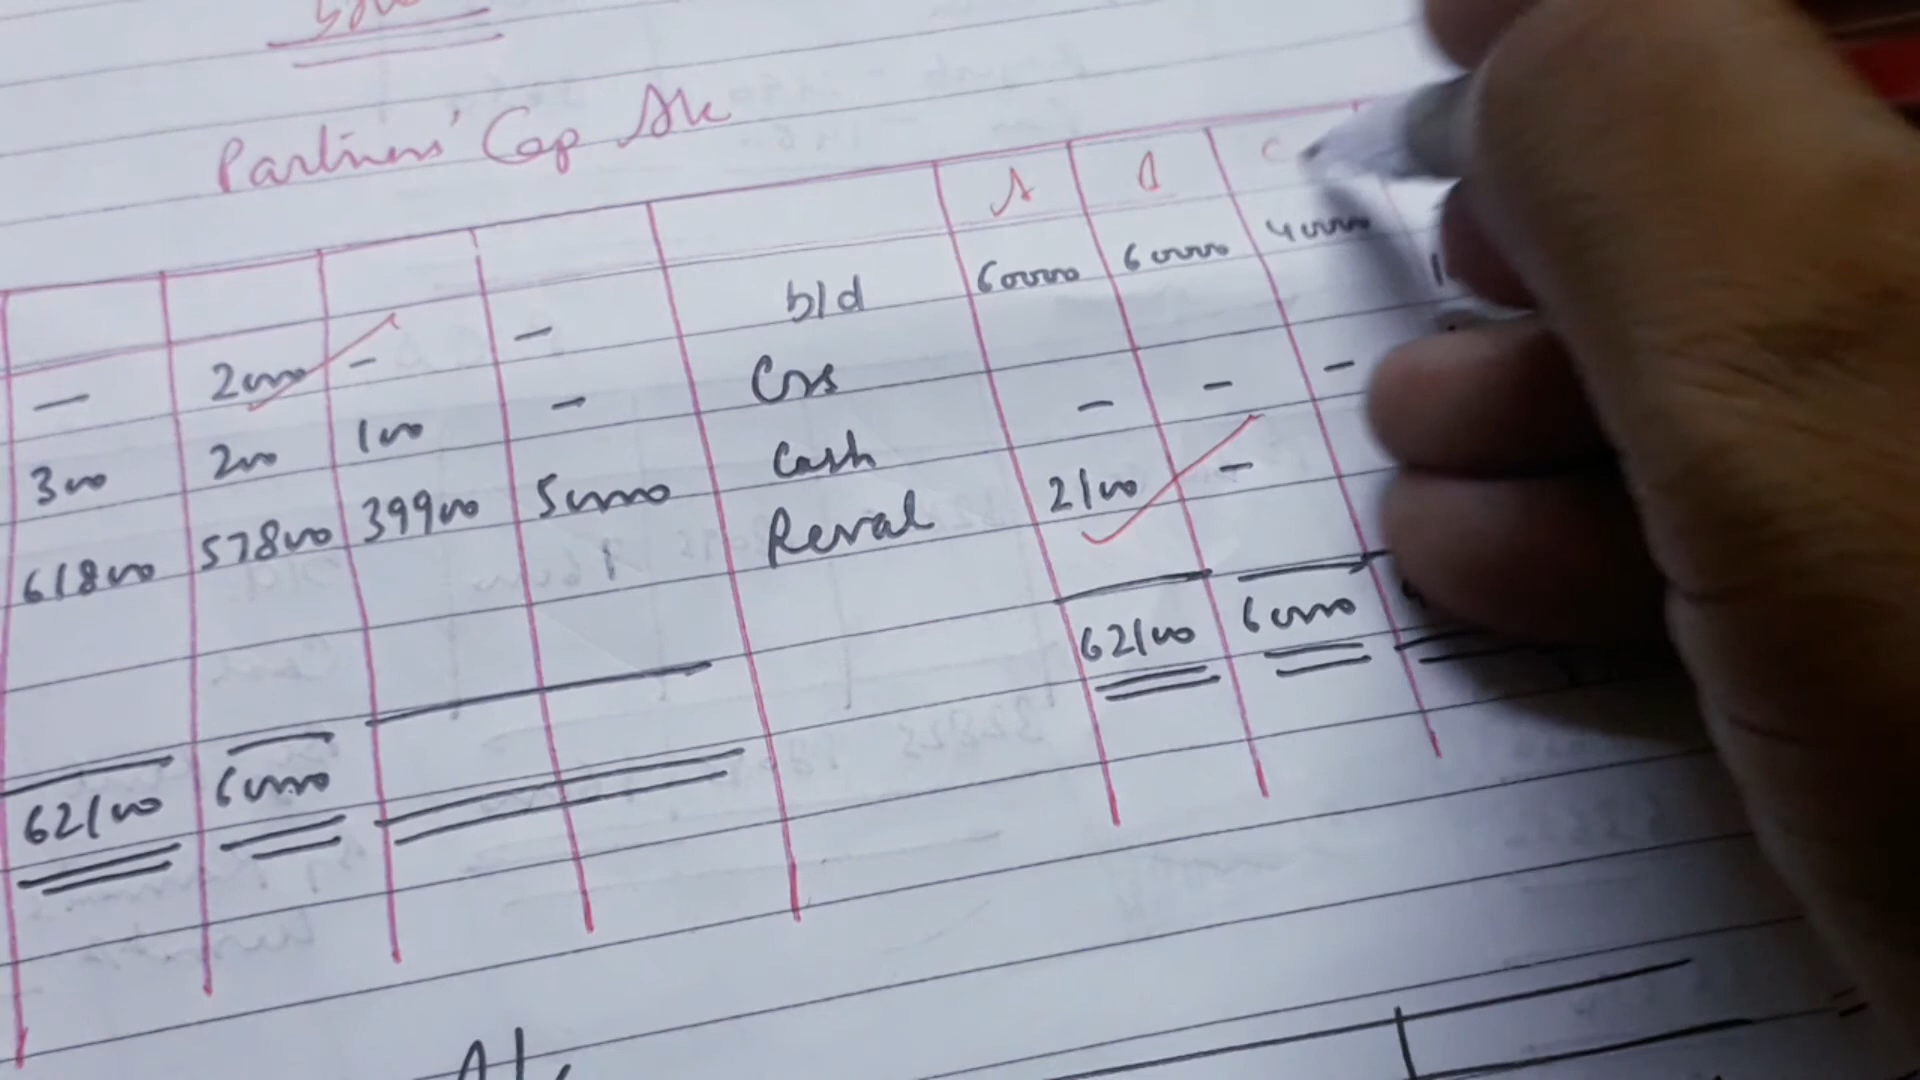 Partners' Cap A/c
A B C
b/d 60000 60000 40000
— 2000 — — Crs — — —
300 200 100 — Cash 2100 —
61800 57800 39900 50000 Reval
62100 60000
62100 60000
A/c